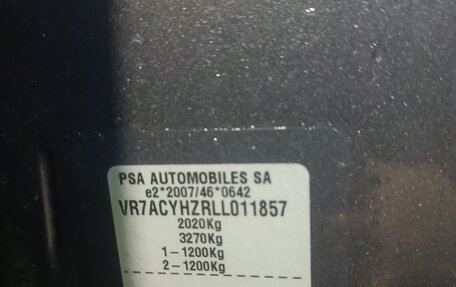 PSA AUTOMOBILES SA
e2*2007/46*0642
VR7ACYHZRLL011857
2020Kg
3270Kg
1-1200Kg
2-1200Kg